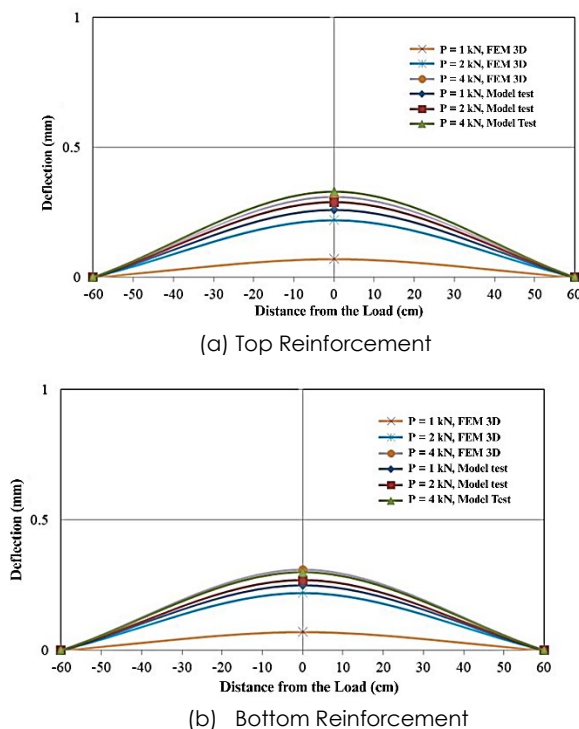 1
P = 1 kN, FEM 3D
P = 2 kN, FEM 3D
P = 4 kN, FEM 3D
P = 1 kN, Model test
P = 2 kN, Model test
P = 4 kN, Model Test
Deflection (mm)
0.5
0
-60 -50 -40 -30 -20 -10 0 10 20 30 40 50 60
Distance from the Load (cm)
(a) Top Reinforcement
1
P = 1 kN, FEM 3D
P = 2 kN, FEM 3D
P = 4 kN, FEM 3D
P = 1 kN, Model test
P = 2 kN, Model test
P = 4 kN, Model Test
Deflection (mm)
0.5
0
-60 -50 -40 -30 -20 -10 0 10 20 30 40 50 60
Distance from the Load (cm)
(b) Bottom Reinforcement